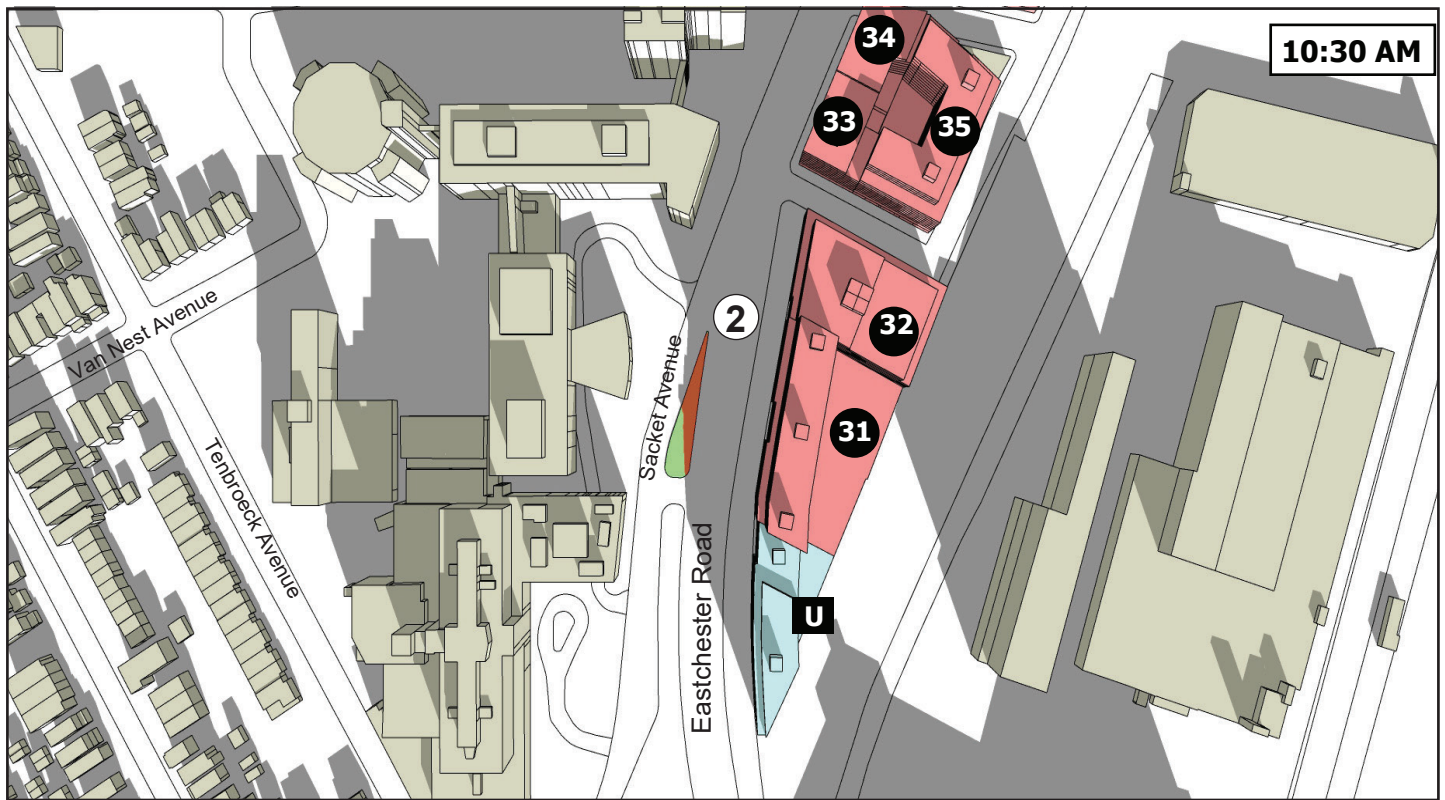 10:30 AM
34
33
35
2
32
31
U
Van Nest Avenue
Sacket Avenue
Tenbroeck Avenue
Eastchester Road